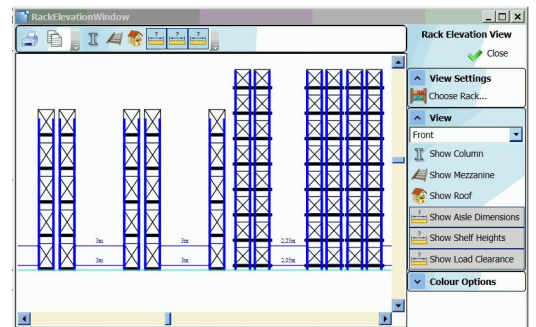 RackElevationWindow
Rack Elevation View
Close
View Settings
Choose Rack...
View
Front
Show Column
Show Mezzanine
Show Roof
Show Aisle Dimensions
Show Shelf Heights
Show Load Clearance
Colour Options
3m 3m 2,25m
3m 3m 2,05m